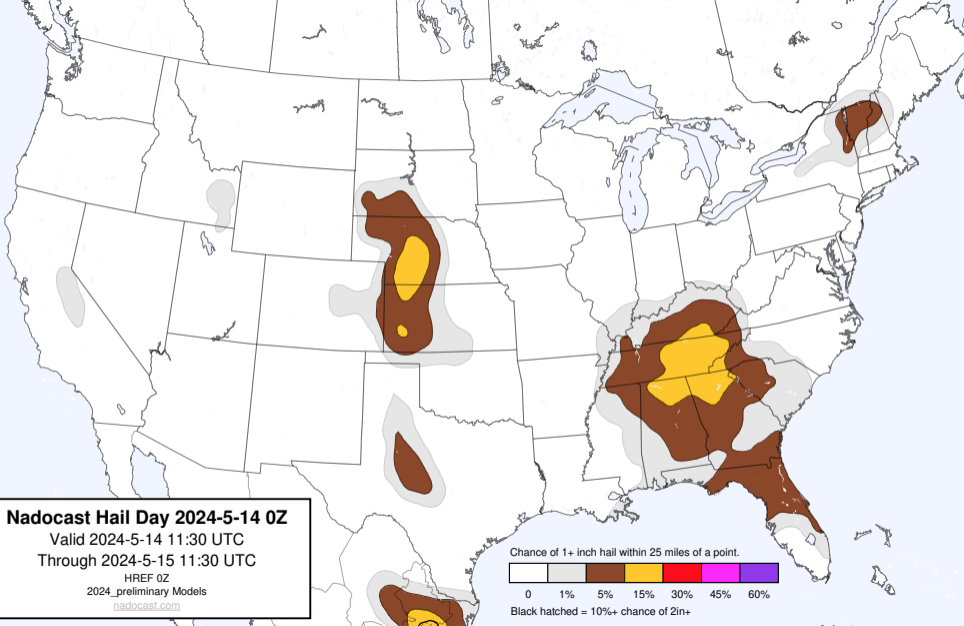 Nadocast Hail Day 2024-5-14 0Z
Valid 2024-5-14 11:30 UTC
Through 2024-5-15 11:30 UTC
HREF 0Z
2024_preliminary Models
nadocast.com
Chance of 1+ inch hail within 25 miles of a point.
0 1% 5% 15% 30% 45% 60%
Black hatched = 10%+ chance of 2in+